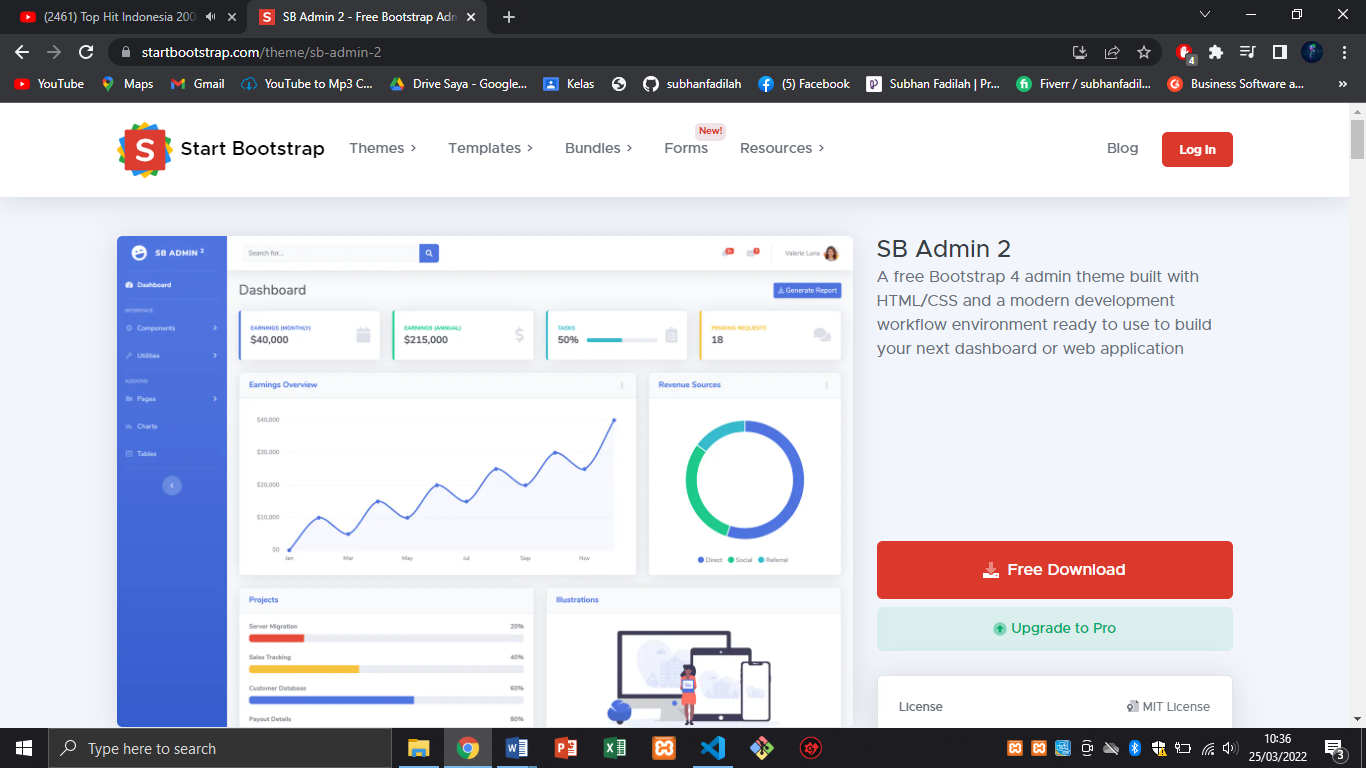 (2461) Top Hit Indonesia 200
SB Admin 2 - Free Bootstrap Adm
startbootstrap.com/theme/sb-admin-2
4
YouTube
Maps
Gmail
YouTube to Mp3 C...
Drive Saya - Google...
Kelas
subhanfadilah
(5) Facebook
Subhan Fadilah | Pr...
Fiverr / subhanfadil...
Business Software a...
»
S
Start Bootstrap
Themes
Templates
Bundles
New!
Forms
Resources
Blog
Log In
SB ADMIN 2
Search for...
Valerie Luna
Dashboard
INTERFACE
Components
Utilities
ADDONS
Pages
Charts
Tables
Dashboard
Generate Report
EARNINGS (MONTHLY)
$40,000
EARNINGS (ANNUAL)
$215,000
TASKS
50%
PENDING REQUESTS
18
Earnings Overview
$40,000
$30,000
$20,000
$10,000
$0
Jan Mar May Jul Sep Nov
Revenue Sources
Direct Social Referral
Projects
Server Migration 20%
Sales Tracking 40%
Customer Database 60%
Payout Details 80%
Illustrations
SB Admin 2
A free Bootstrap 4 admin theme built with
HTML/CSS and a modern development
workflow environment ready to use to build
your next dashboard or web application
Free Download
Upgrade to Pro
License MIT License
Type here to search
10:36
25/03/2022
3